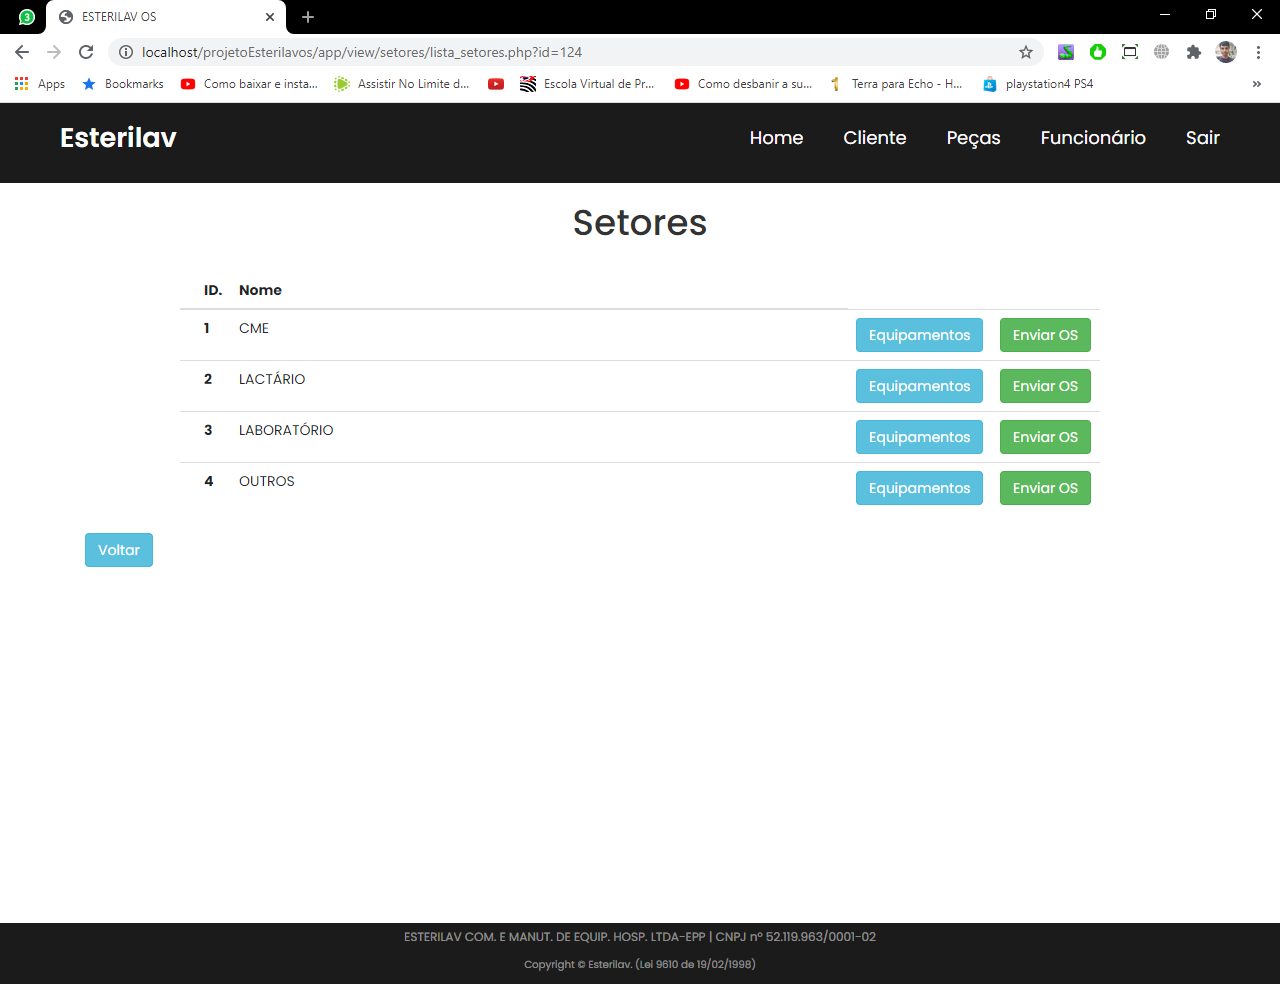 3
ESTERILAV OS
localhost/projetoEsterilavos/app/view/setores/lista_setores.php?id=124
Apps Bookmarks Como baixar e insta... Assistir No Limite d... Escola Virtual de Pr... Como desbanir a su... Terra para Echo - H... playstation4 PS4 »
Esterilav Home Cliente Peças Funcionário Sair
Setores
ID. Nome
1 CME Equipamentos Enviar OS
2 LACTÁRIO Equipamentos Enviar OS
3 LABORATÓRIO Equipamentos Enviar OS
4 OUTROS Equipamentos Enviar OS
Voltar
ESTERILAV COM. E MANUT. DE EQUIP. HOSP. LTDA-EPP | CNPJ nº 52.119.963/0001-02
Copyright © Esterilav. (Lei 9610 de 19/02/1998)